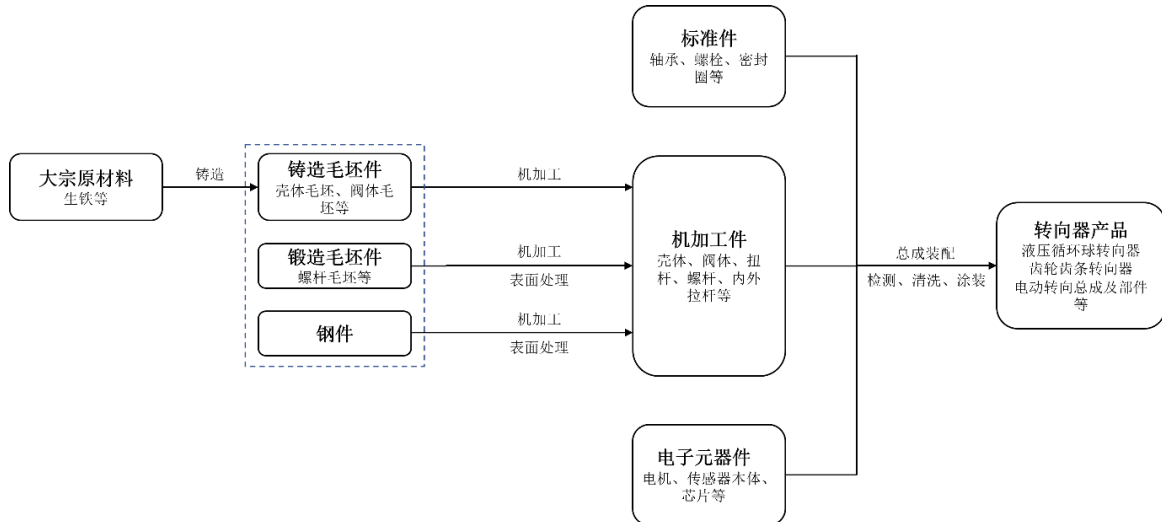 标准件
轴承、螺栓、密封
圈等
大宗原材料
生铁等
铸造
铸造毛坯件
壳体毛坯、阀体毛
坯等
机加工
锻造毛坯件
螺杆毛坯等
机加工
表面处理
钢件
机加工
表面处理
机加工件
壳体、阀体、扭
杆、螺杆、内外
拉杆等
总成装配
检测、清洗、涂装
转向器产品
液压循环球转向器
齿轮齿条转向器
电动转向总成及部件
等
电子元器件
电机、传感器本体、
芯片等